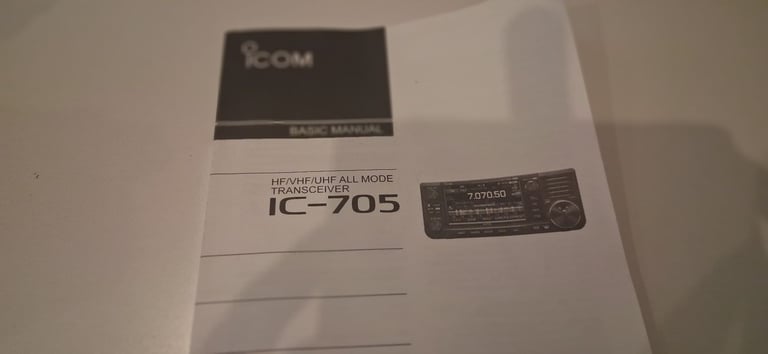 ICOM
BASIC MANUAL
HF/VHF/UHF ALL MODE
TRANSCEIVER
IC-705
7.070.50